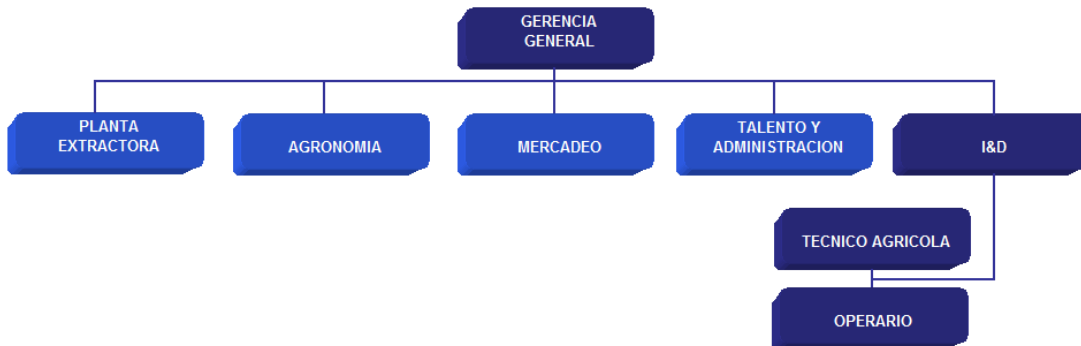 GERENCIA
GENERAL
PLANTA
EXTRACTORA
AGRONOMIA
MERCADEO
TALENTO Y
ADMINISTRACION
I&D
TECNICO AGRICOLA
OPERARIO